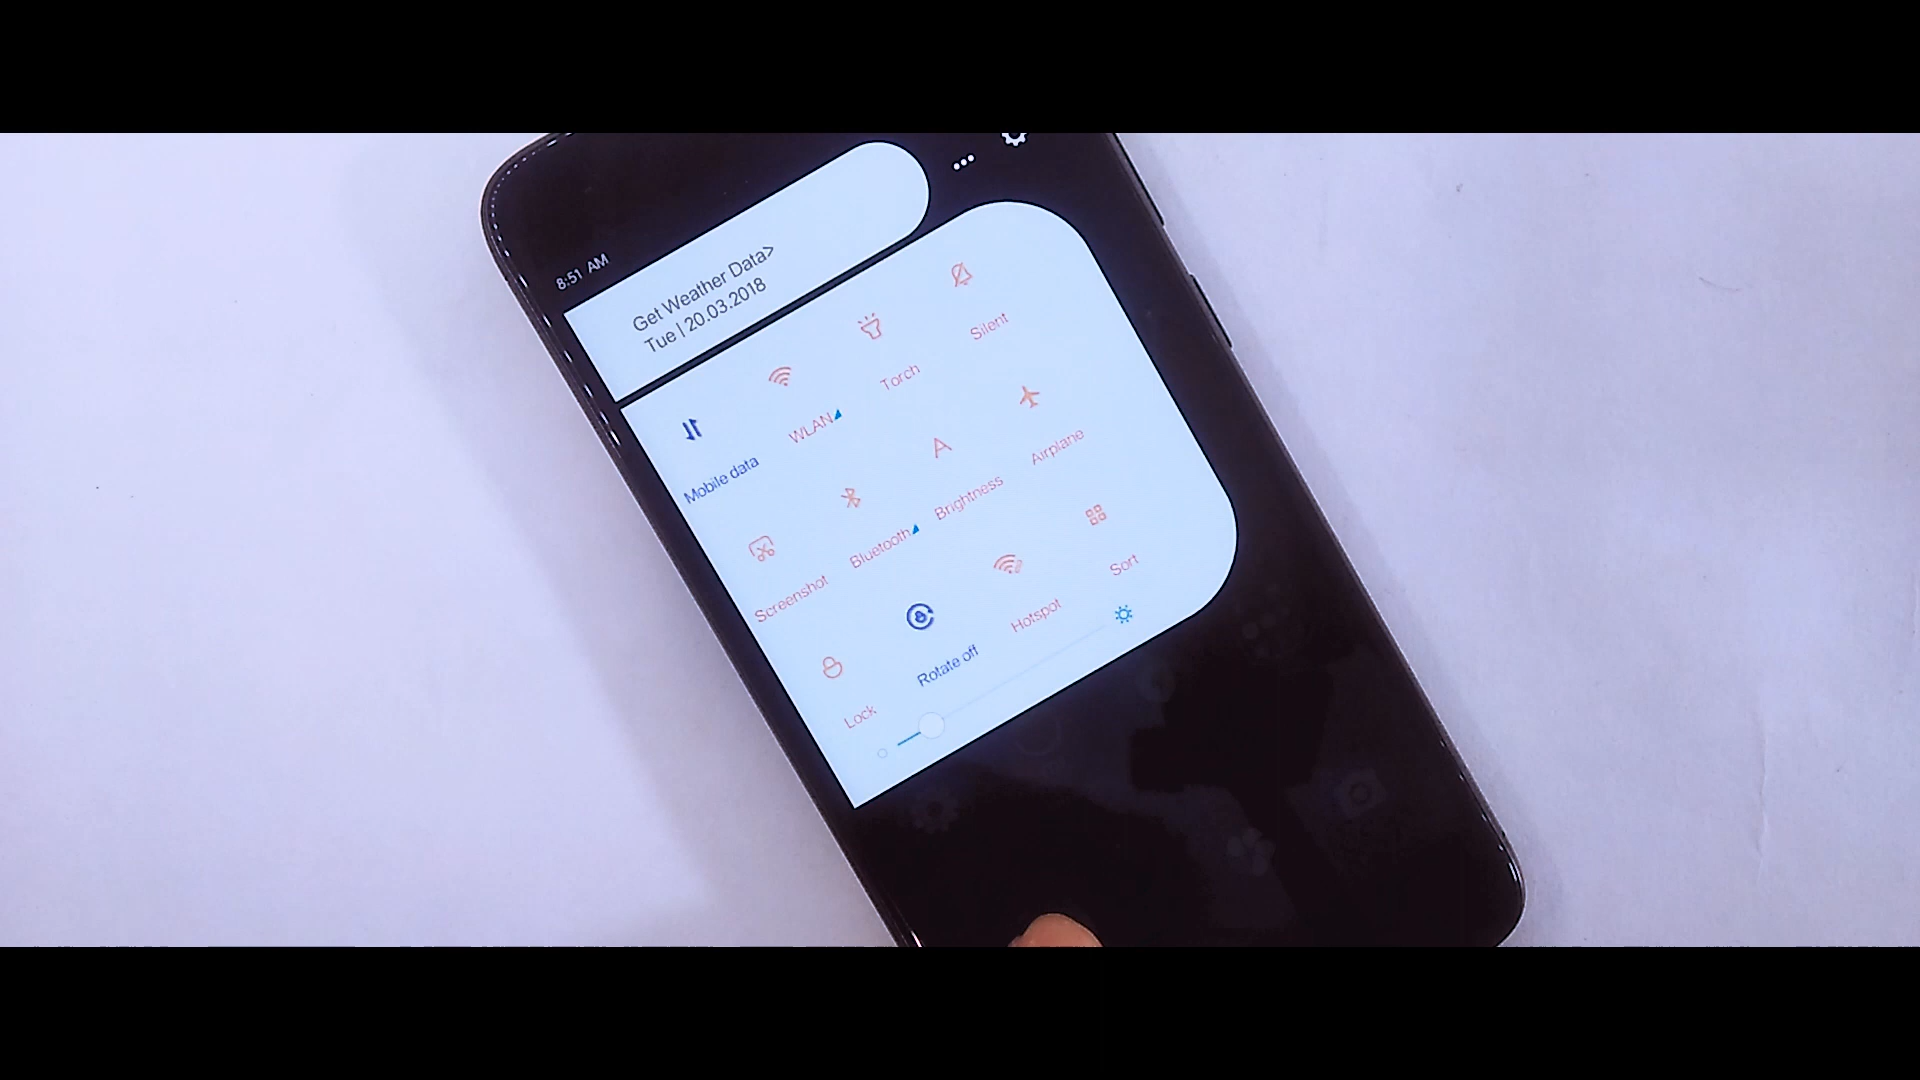 8:51 AM
Get Weather Data>
Tue | 20.03.2018
Mobile data
WLAN
Torch
Silent
Screenshot
Bluetooth
Brightness
Airplane
Lock
Rotate off
Hotspot
Sort